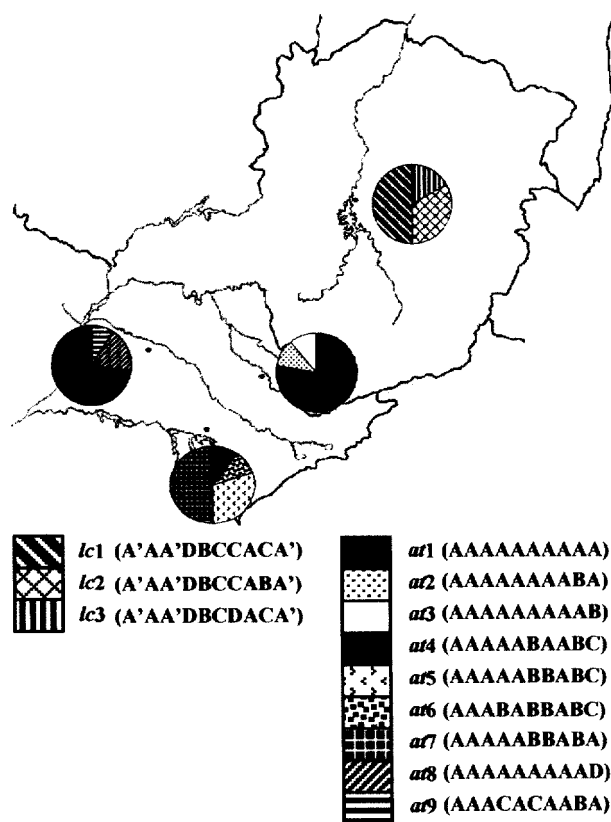 lc1 (A'AA'DBCCACA')
lc2 (A'AA'DBCCABA')
lc3 (A'AA'DBCDACA')
at1 (AAAAAAAAAA)
at2 (AAAAAAAABA)
at3 (AAAAAAAAAB)
at4 (AAAAABAABC)
at5 (AAAAABBABC)
at6 (AAABABBABC)
at7 (AAAAABBABA)
at8 (AAAAAAAAAD)
at9 (AAACACAABA)